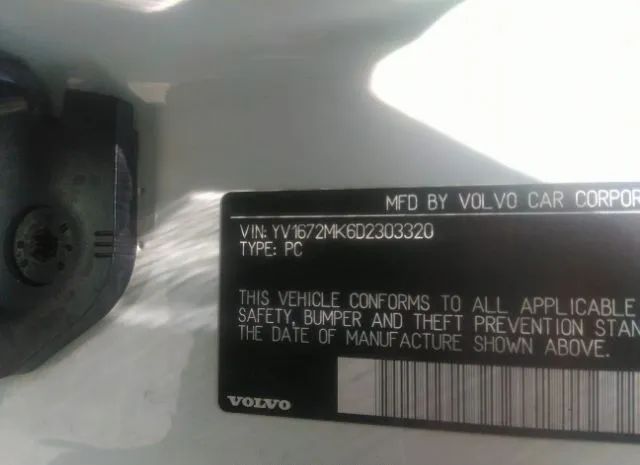 MFD BY VOLVO CAR CORPOR
VIN: YV1672MK6D2303320
TYPE: PC
THIS VEHICLE CONFORMS TO ALL APPLICABLE
SAFETY, BUMPER AND THEFT PREVENTION STAN
THE DATE OF MANUFACTURE SHOWN ABOVE.
VOLVO